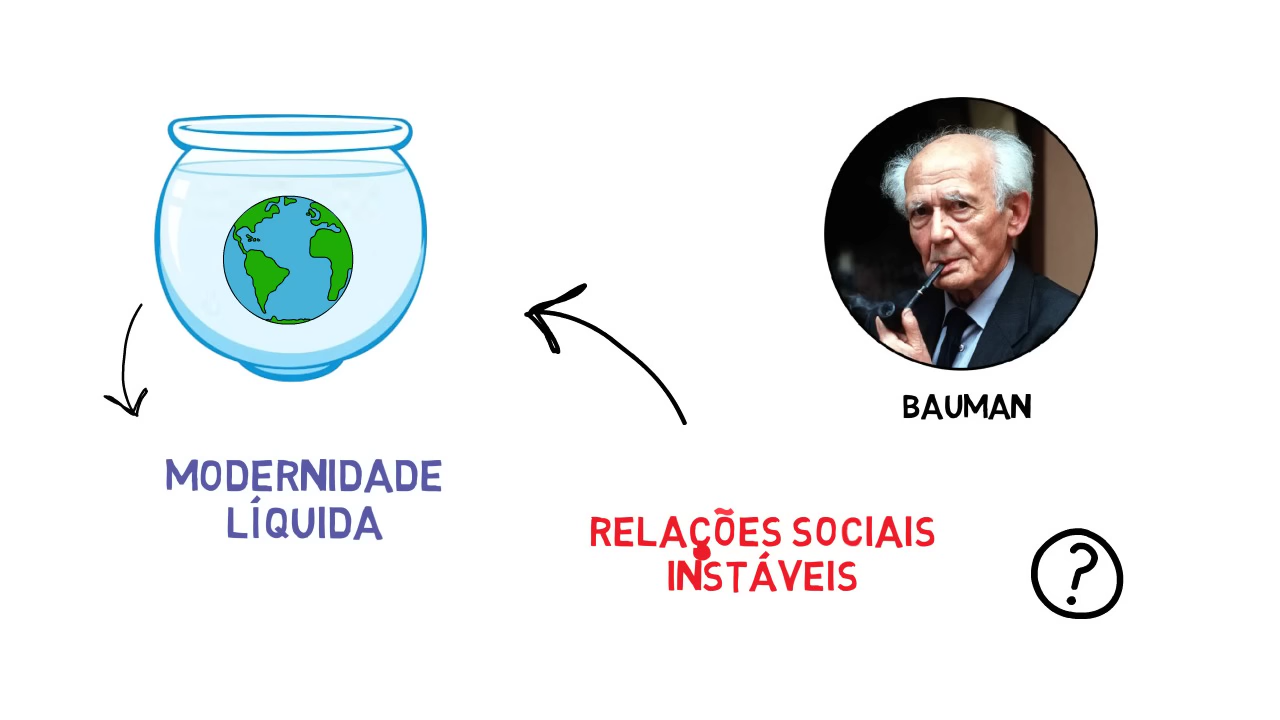 BAUMAN
MODERNIDADE
LÍQUIDA
RELAÇÕES SOCIAIS
INSTÁVEIS
?